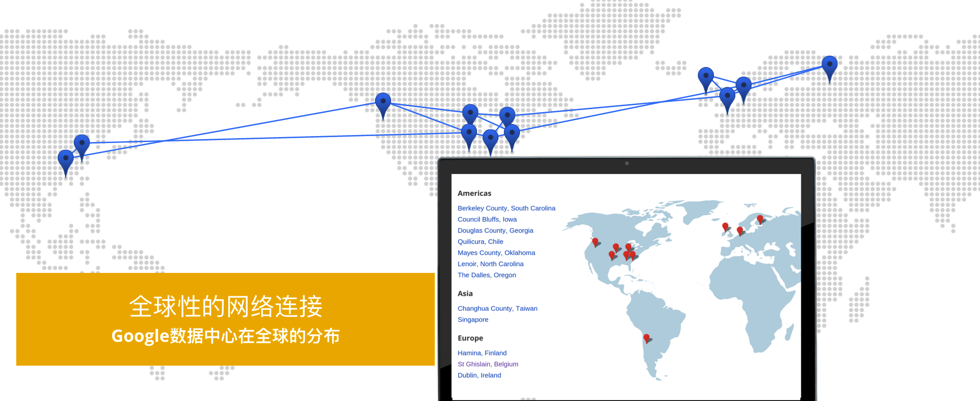 全球性的网络连接
Google数据中心在全球的分布
Americas
Berkeley County, South Carolina
Council Bluffs, Iowa
Douglas County, Georgia
Quilicura, Chile
Mayes County, Oklahoma
Lenoir, North Carolina
The Dalles, Oregon
Asia
Changhua County, Taiwan
Singapore
Europe
Hamina, Finland
St Ghislain, Belgium
Dublin, Ireland